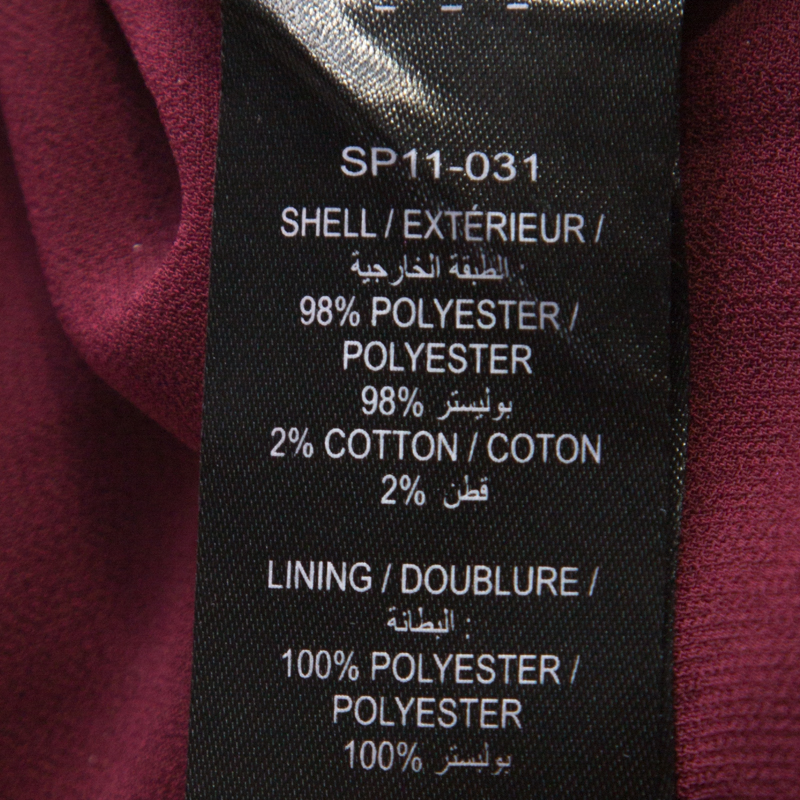 SP11-031
SHELL / EXTÉRIEUR /
الطبقة الخارجية :
98% POLYESTER /
POLYESTER
98% بوليستر
2% COTTON / COTON
2% قطن
LINING / DOUBLURE /
البطانة :
100% POLYESTER /
POLYESTER
100% بوليستر